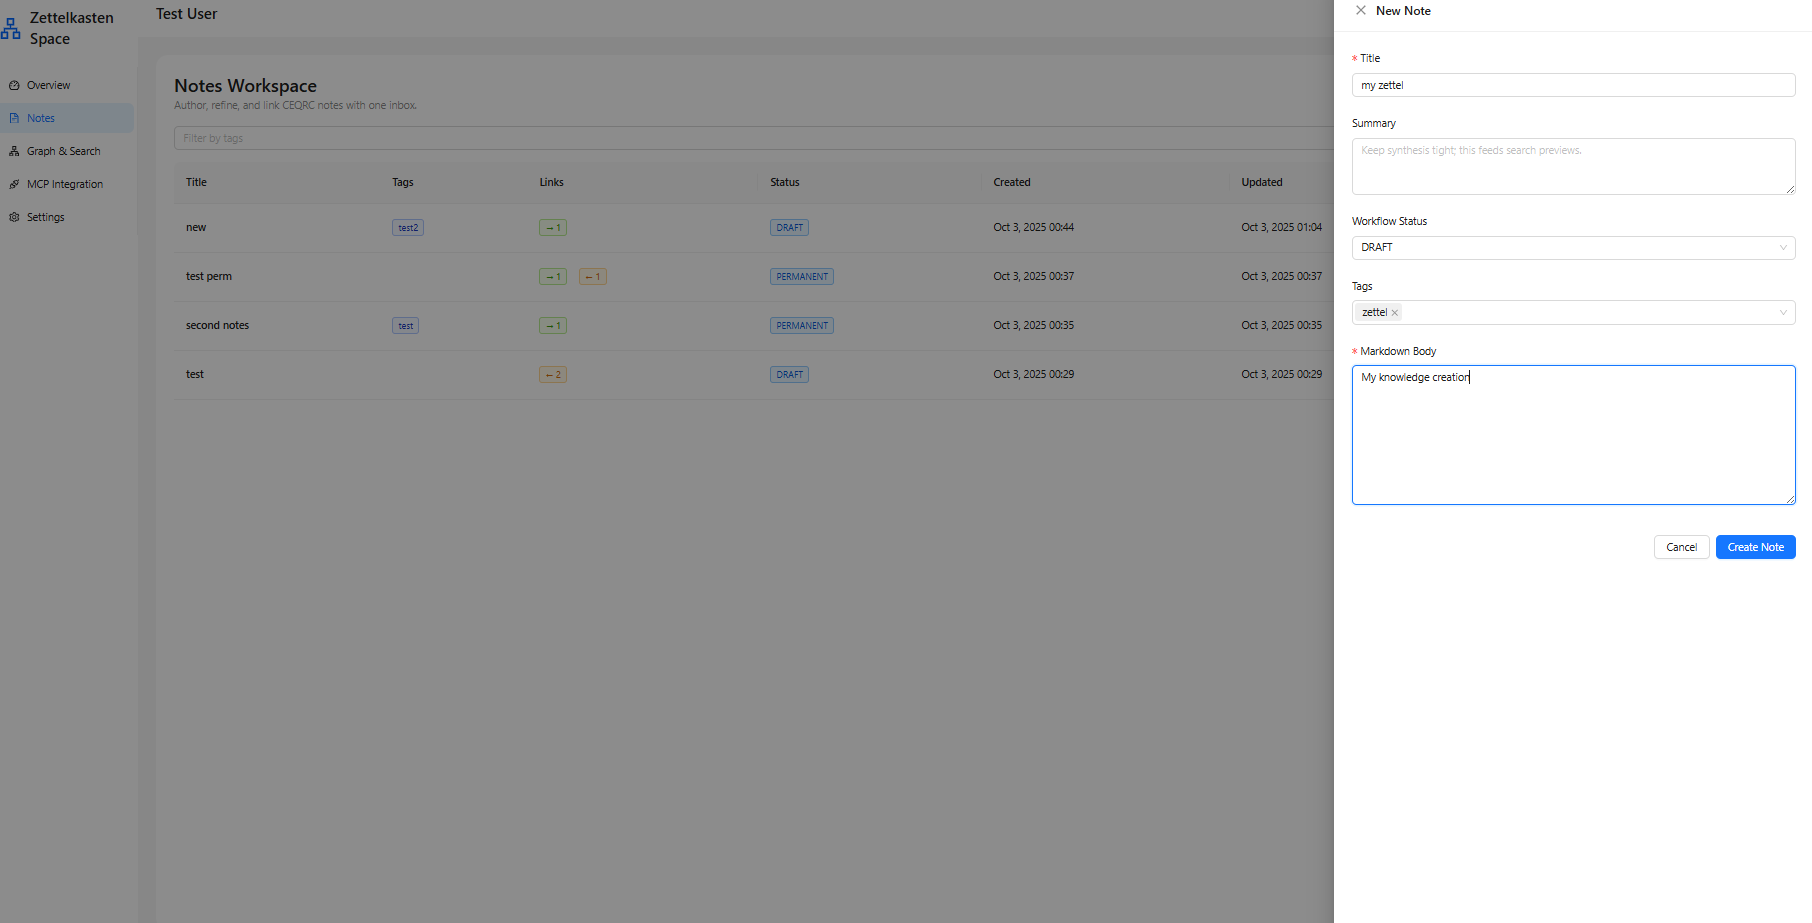 Zettelkasten
Space
Overview
Notes
Graph & Search
MCP Integration
Settings
Test User
Notes Workspace
Author, refine, and link CEQRC notes with one inbox.
Filter by tags
Title Tags Links Status Created Updated
new test2 →1 DRAFT Oct 3, 2025 00:44 Oct 3, 2025 01:04
test perm →1 ←1 PERMANENT Oct 3, 2025 00:37 Oct 3, 2025 00:37
second notes test →1 PERMANENT Oct 3, 2025 00:35 Oct 3, 2025 00:35
test ←2 DRAFT Oct 3, 2025 00:29 Oct 3, 2025 00:29
New Note
* Title
my zettel
Summary
Keep synthesis tight; this feeds search previews.
Workflow Status
DRAFT
Tags
zettel
* Markdown Body
My knowledge creation
Cancel Create Note